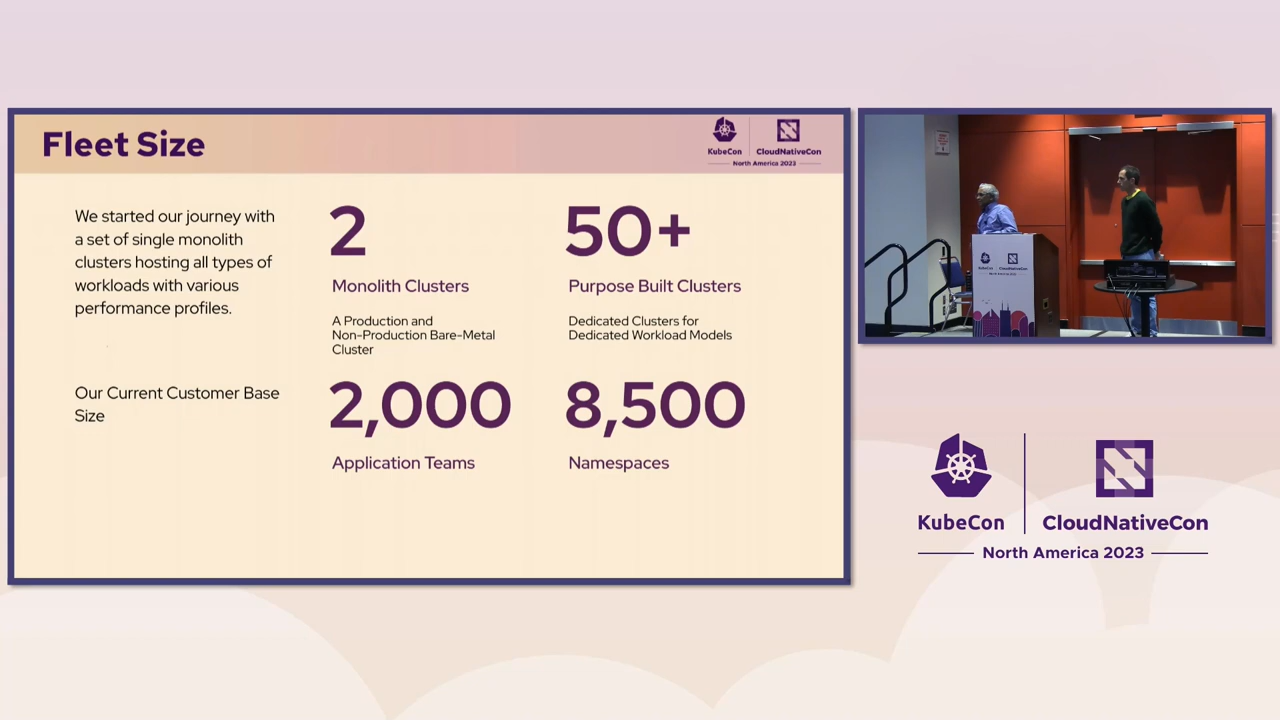 Fleet Size
KubeCon
CloudNativeCon
North America 2023
We started our journey with
a set of single monolith
clusters hosting all types of
workloads with various
performance profiles.
2
Monolith Clusters
A Production and
Non-Production Bare-Metal
Cluster
50+
Purpose Built Clusters
Dedicated Clusters for
Dedicated Workload Models
Our Current Customer Base
Size
2,000
Application Teams
8,500
Namespaces
KubeCon
CloudNativeCon
KubeCon
CloudNativeCon
North America 2023